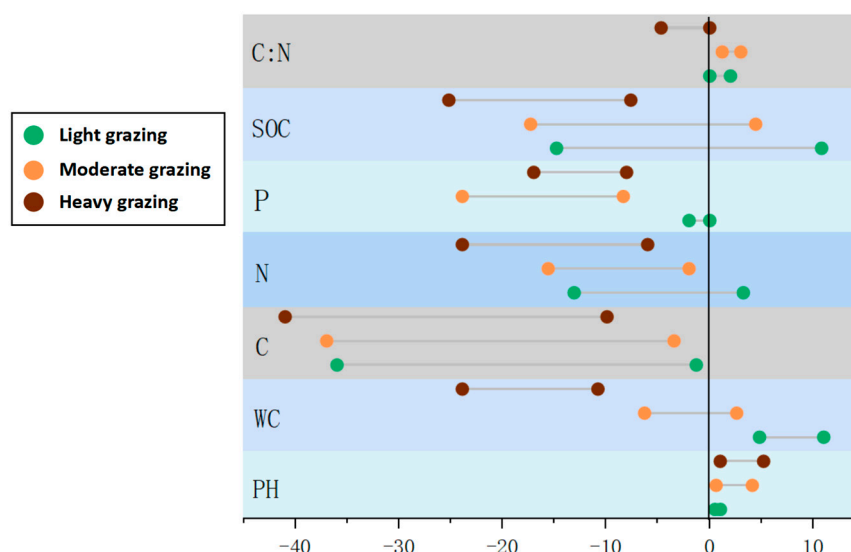 Light grazing
Moderate grazing
Heavy grazing
C:N
SOC
P
N
C
WC
PH
-40 -30 -20 -10 0 10